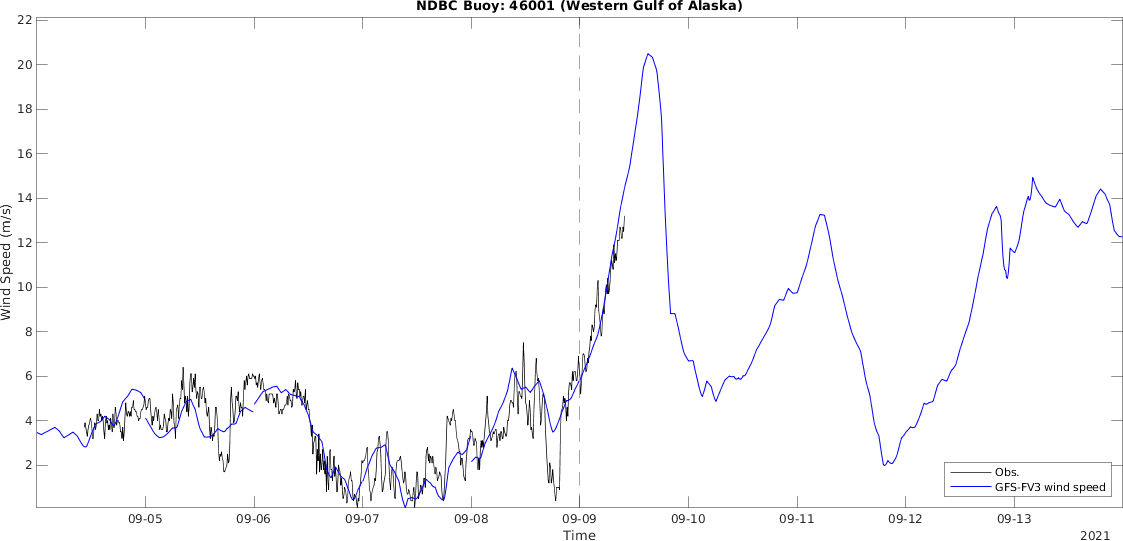 NDBC Buoy: 46001 (Western Gulf of Alaska)
22
20
18
16
14
12
10
8
6
4
2
Wind Speed (m/s)
Obs.
GFS-FV3 wind speed
09-05 09-06 09-07 09-08 09-09 09-10 09-11 09-12 09-13
Time
2021